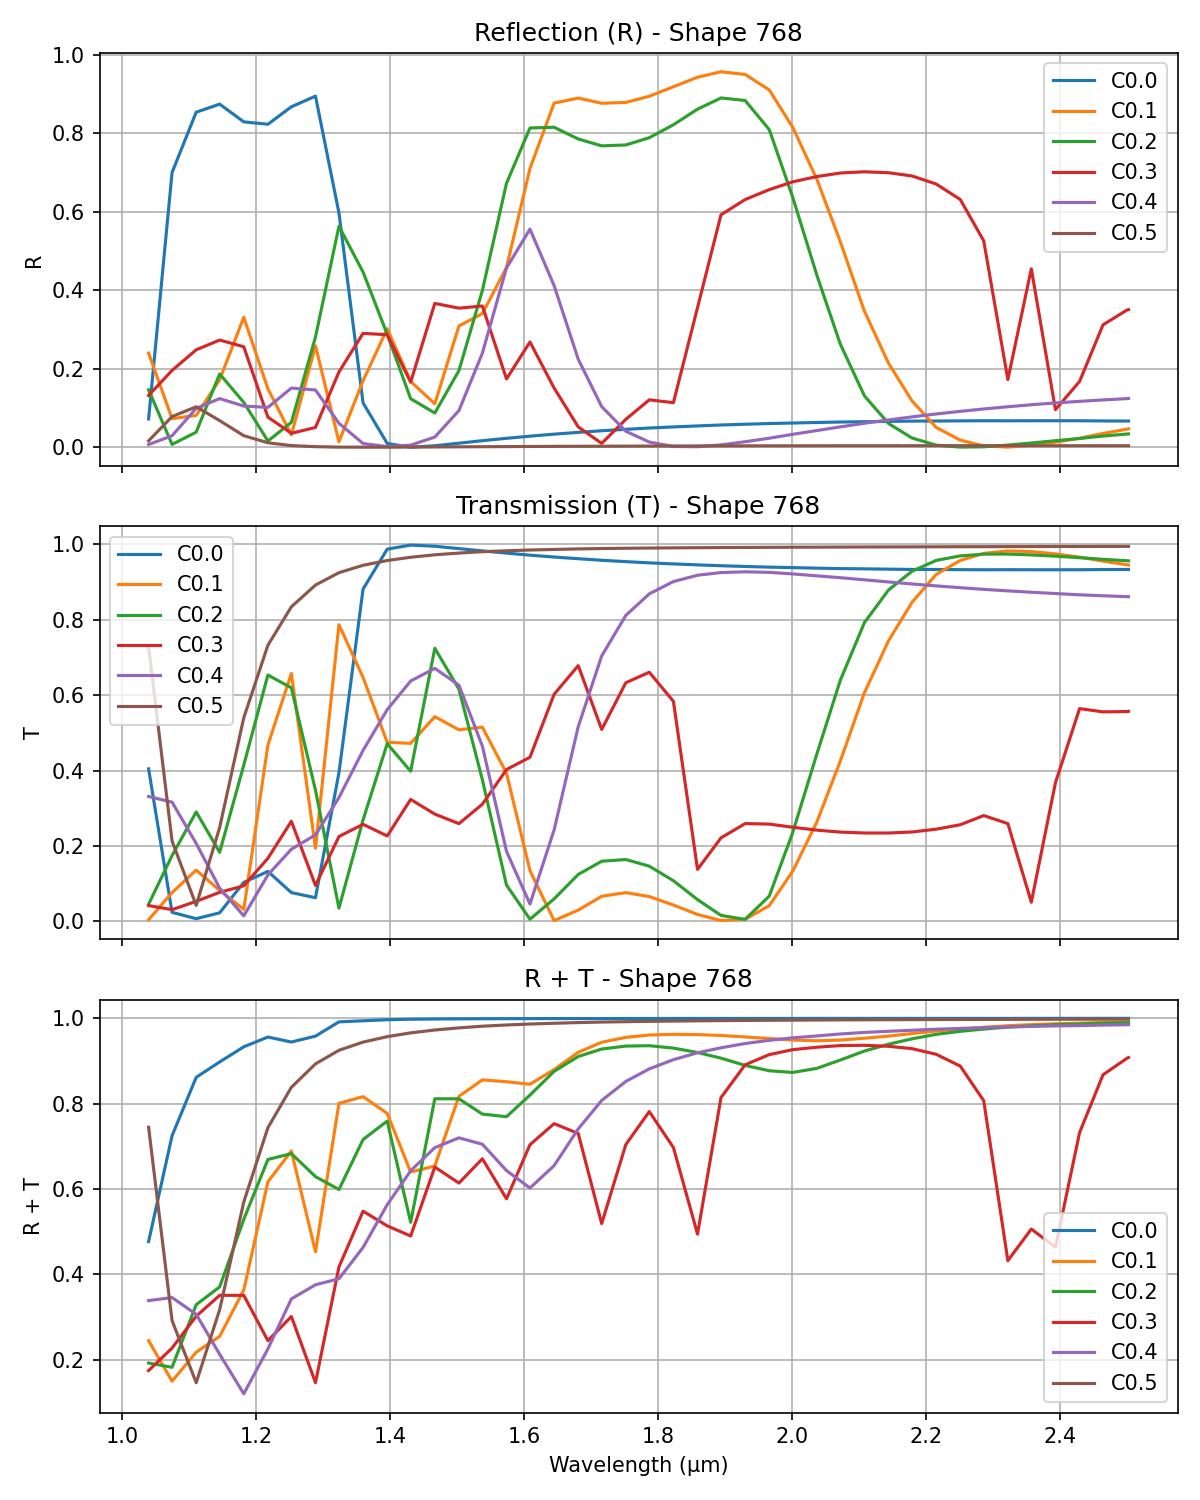 Reflection (R) - Shape 768
1.0
0.8
0.6
0.4
0.2
0.0
R
C0.0
C0.1
C0.2
C0.3
C0.4
C0.5
Transmission (T) - Shape 768
1.0
0.8
0.6
0.4
0.2
0.0
T
C0.0
C0.1
C0.2
C0.3
C0.4
C0.5
R + T - Shape 768
1.0
0.8
0.6
0.4
0.2
R + T
C0.0
C0.1
C0.2
C0.3
C0.4
C0.5
1.0 1.2 1.4 1.6 1.8 2.0 2.2 2.4
Wavelength (μm)